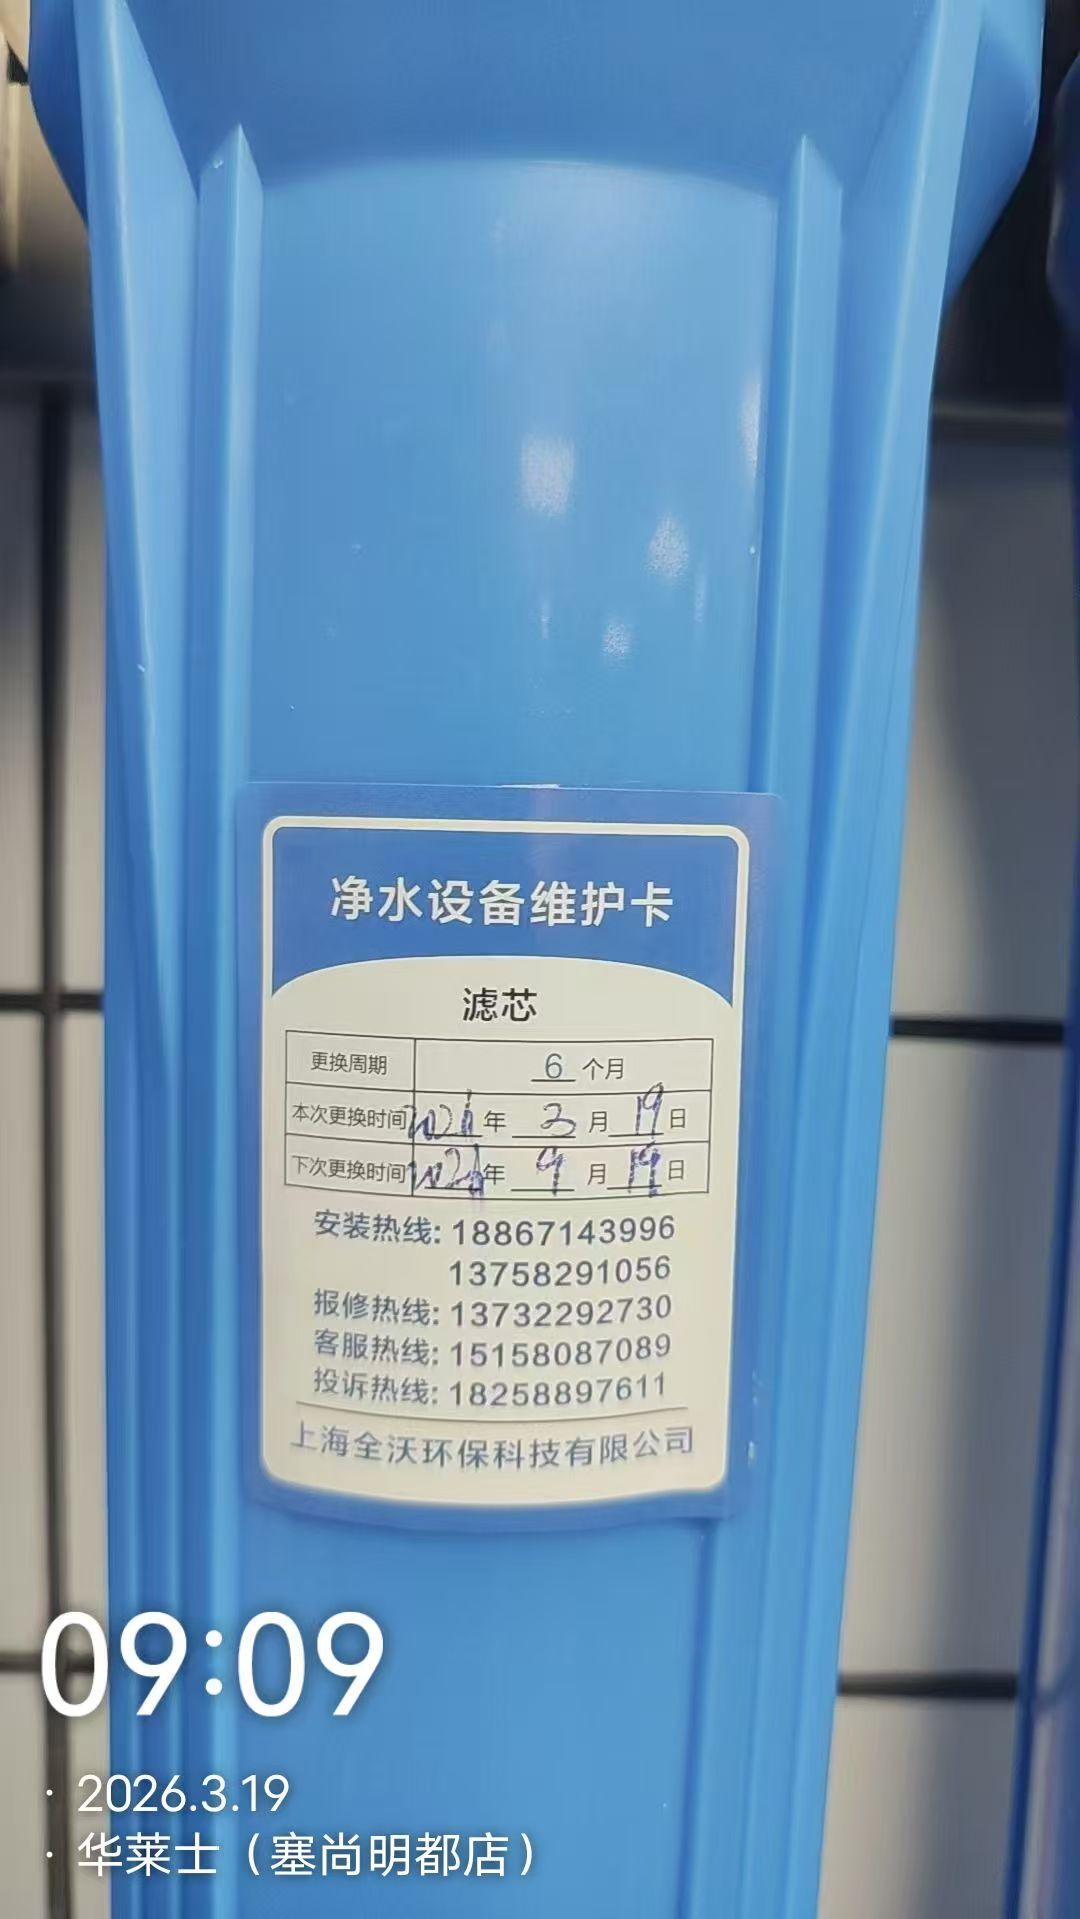 净水设备维护卡
滤芯
更换周期 6 个月
本次更换时间 2026 年 3 月 19 日
下次更换时间 2026 年 9 月 19 日
安装热线: 18867143996
13758291056
报修热线: 13732292730
客服热线: 15158087089
投诉热线: 18258897611
上海全沃环保科技有限公司
09:09
· 2026.3.19
· 华莱士（塞尚明都店）